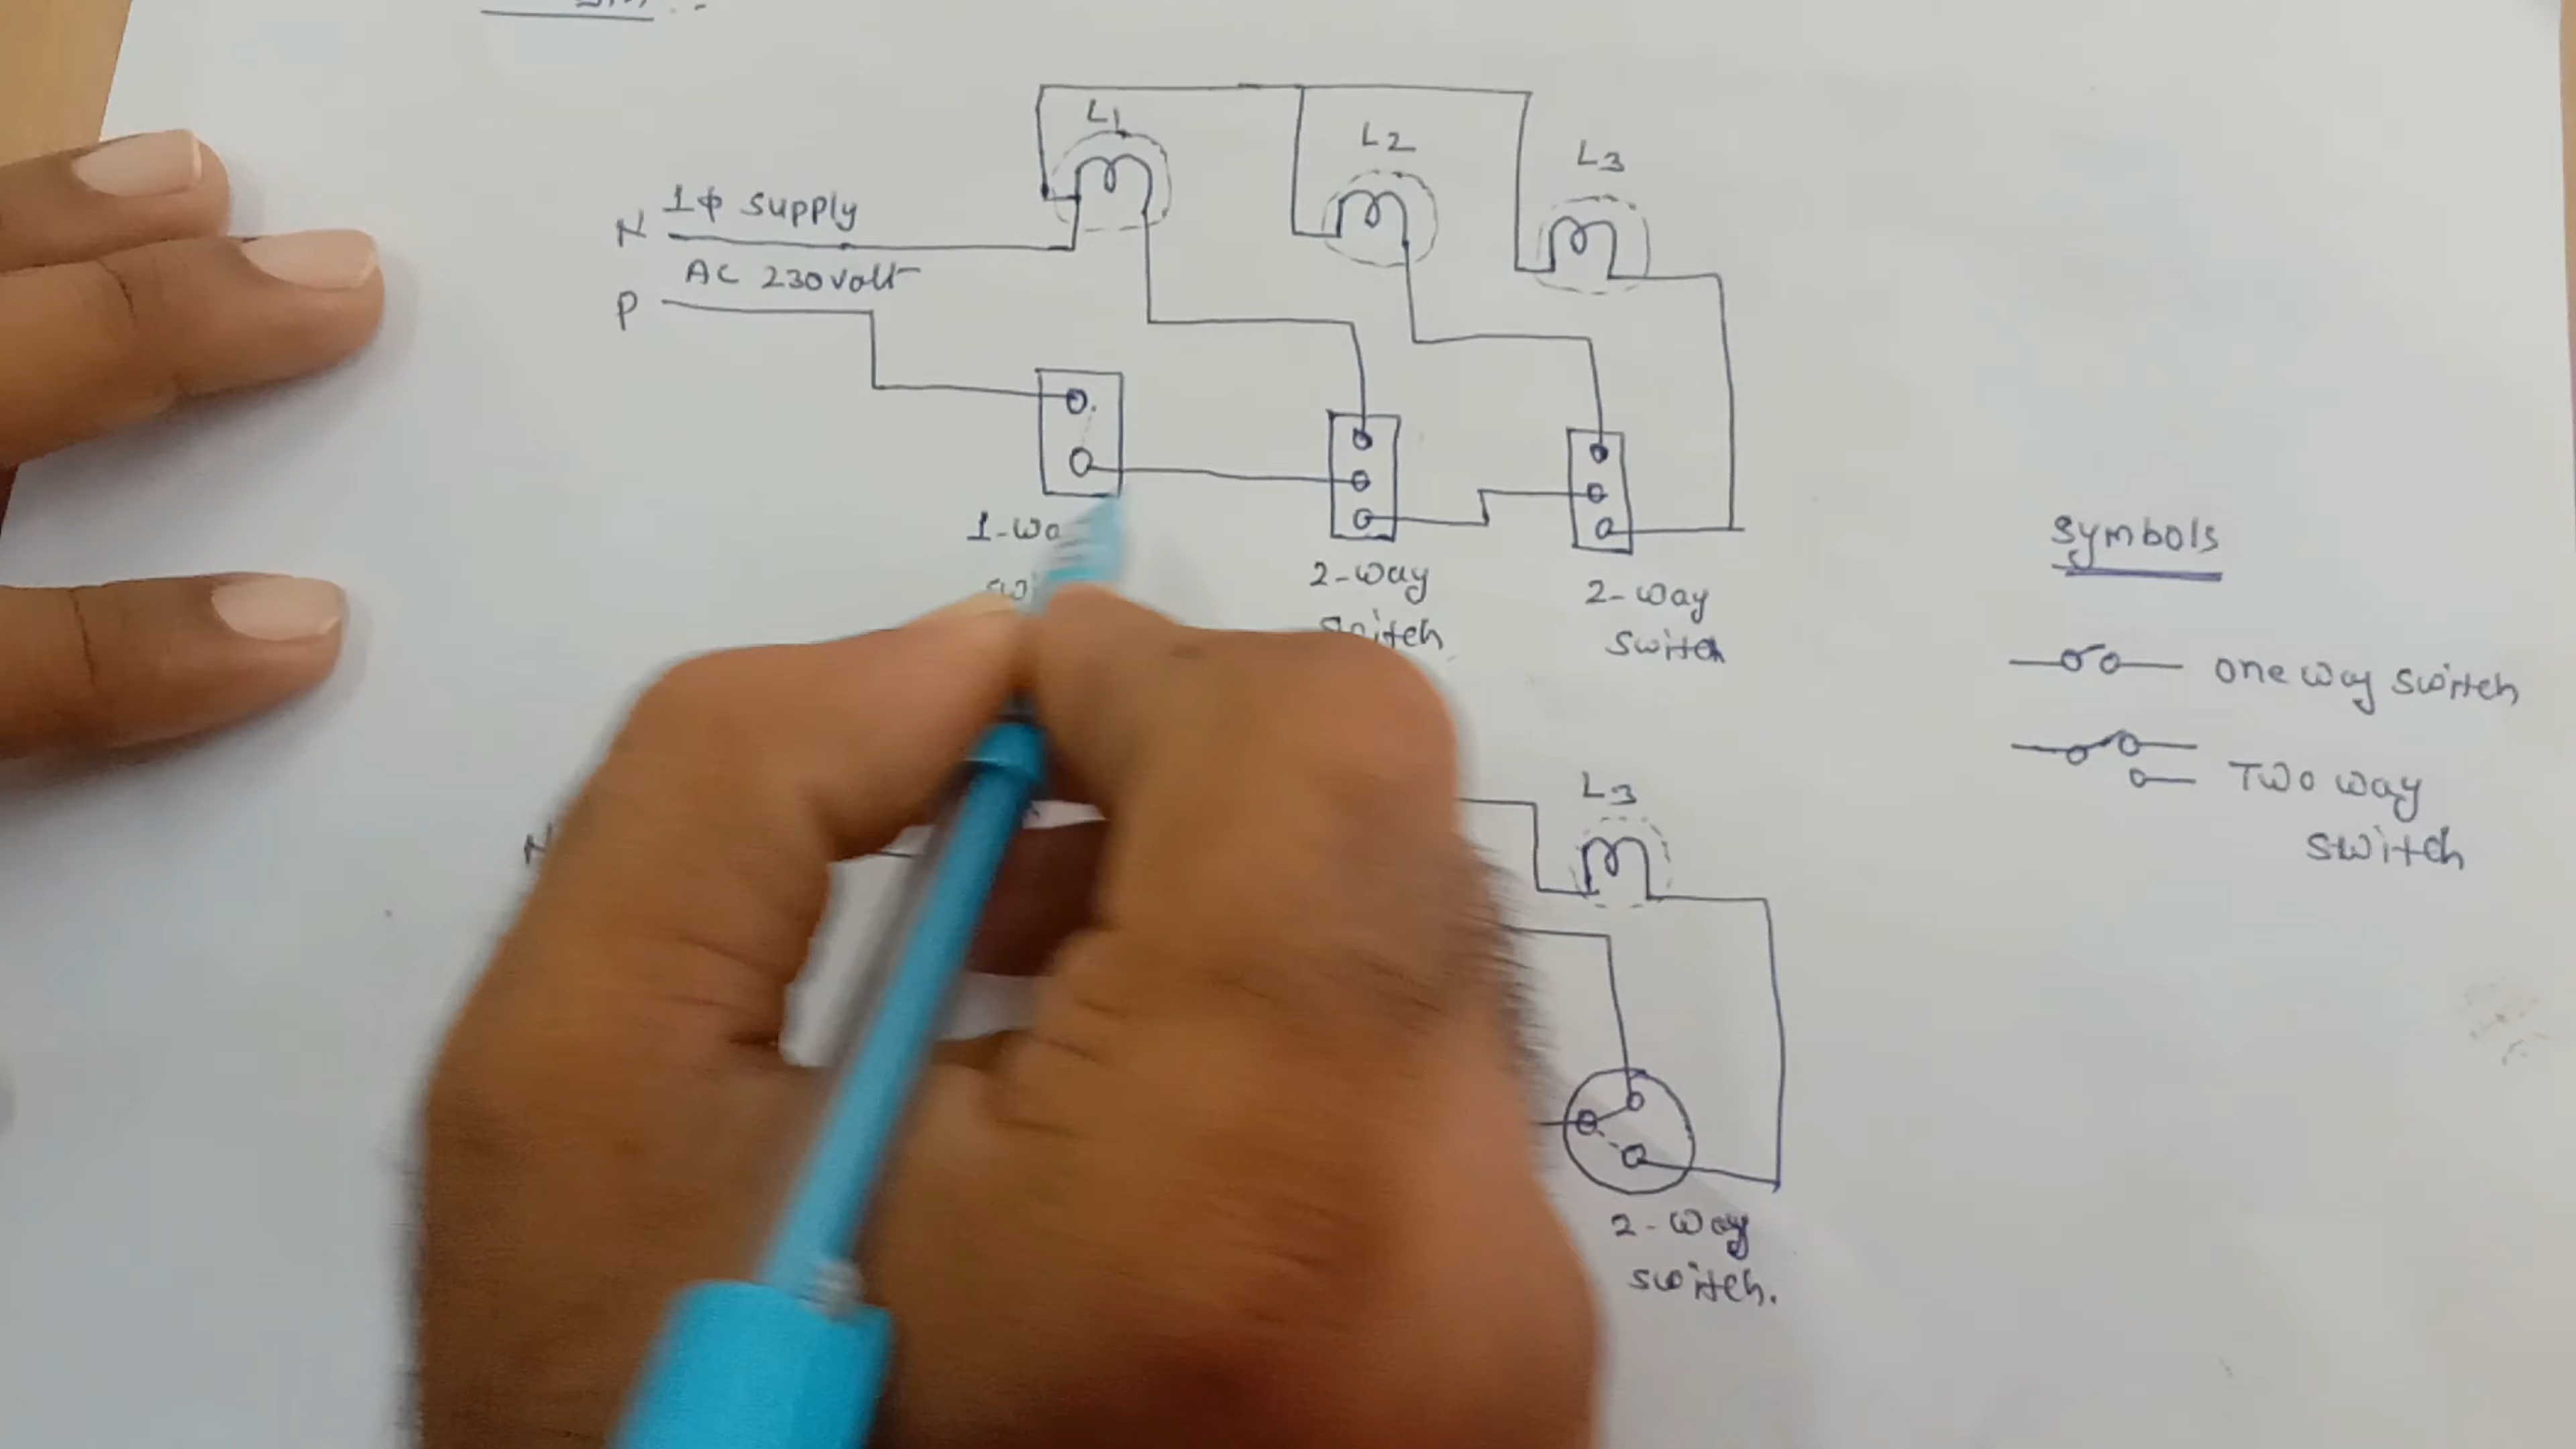 L1
L2
L3
N 1φ supply
AC 230volt
P
1-wa
2-way
switch
2-way
switch
symbols
one way switch
Two way
switch
L3
N
2-way
switch.